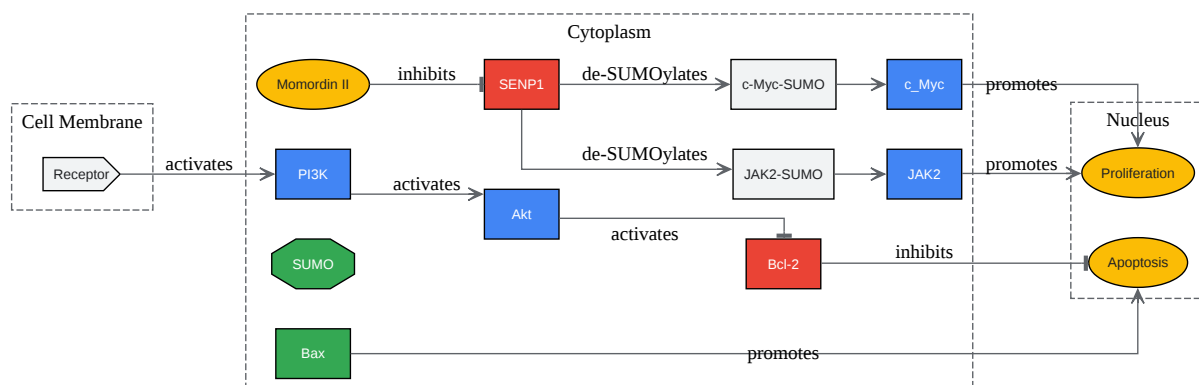 Cytoplasm
Momordin II
inhibits
SENP1
de-SUMOylates
c-Myc-SUMO
c_Myc
promotes
Cell Membrane
Nucleus
Receptor
activates
PI3K
activates
Akt
de-SUMOylates
JAK2-SUMO
JAK2
promotes
Proliferation
activates
SUMO
Bcl-2
inhibits
Apoptosis
Bax
promotes